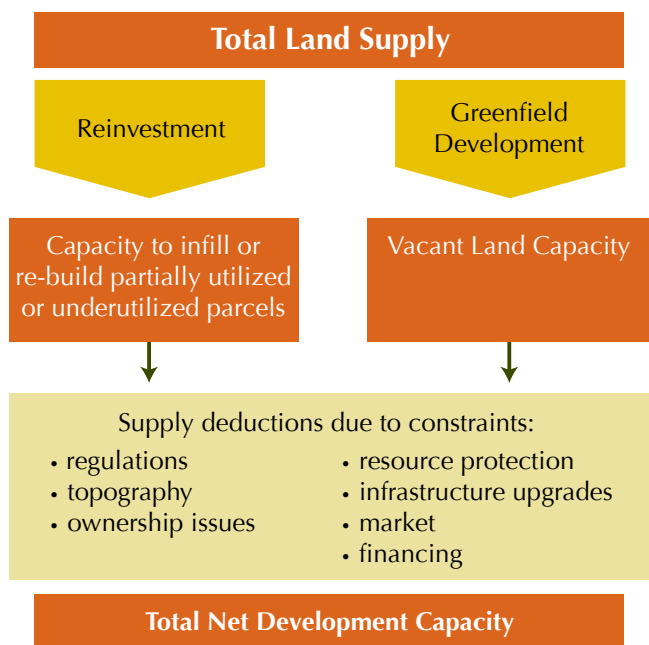 Total Land Supply
Reinvestment
Greenfield
Development
Capacity to infill or
re-build partially utilized
or underutilized parcels
Vacant Land Capacity
Supply deductions due to constraints:
• regulations
• topography
• ownership issues
• resource protection
• infrastructure upgrades
• market
• financing
Total Net Development Capacity